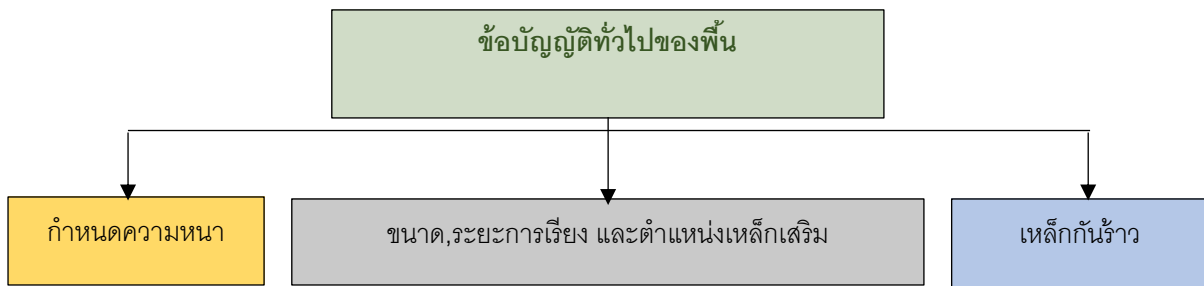 ข้อบัญญัติทั่วไปของพื้น
กำหนดความหนา
ขนาด,ระยะการเรียง และตำแหน่งเหล็กเสริม
เหล็กกันร้าว